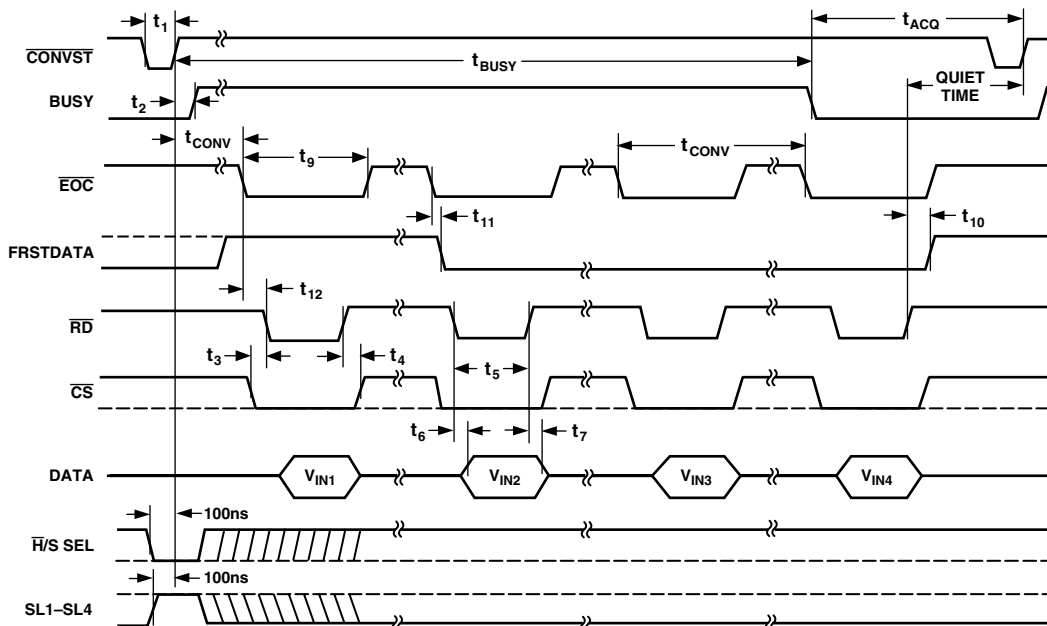 t1
tACQ
CONVST
tBUSY
QUIET
TIME
BUSY
t2
tCONV
t9
tCONV
EOC
t11
t10
FRSTDATA
t12
RD
t3
t4
t5
CS
t6
t7
DATA
VIN1
VIN2
VIN3
VIN4
100ns
H/S SEL
100ns
SL1–SL4